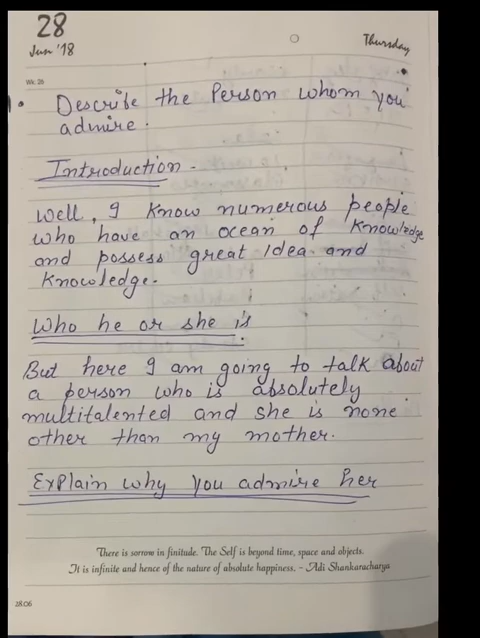 28
Jun '18
Thursday
Wk 26
1. Describe the Person whom you
admire.
Introduction -
Well, I know numerous people
who have an ocean of knowledge
and possess great Idea and
knowledge.
Who he or she is
But here I am going to talk about
a person who is absolutely
multitalented and she is none
other than my mother.
Explain why you admire her
There is sorrow in finitude. The Self is beyond time, space and objects.
It is infinite and hence of the nature of absolute happiness. - Adi Shankaracharya
28.06